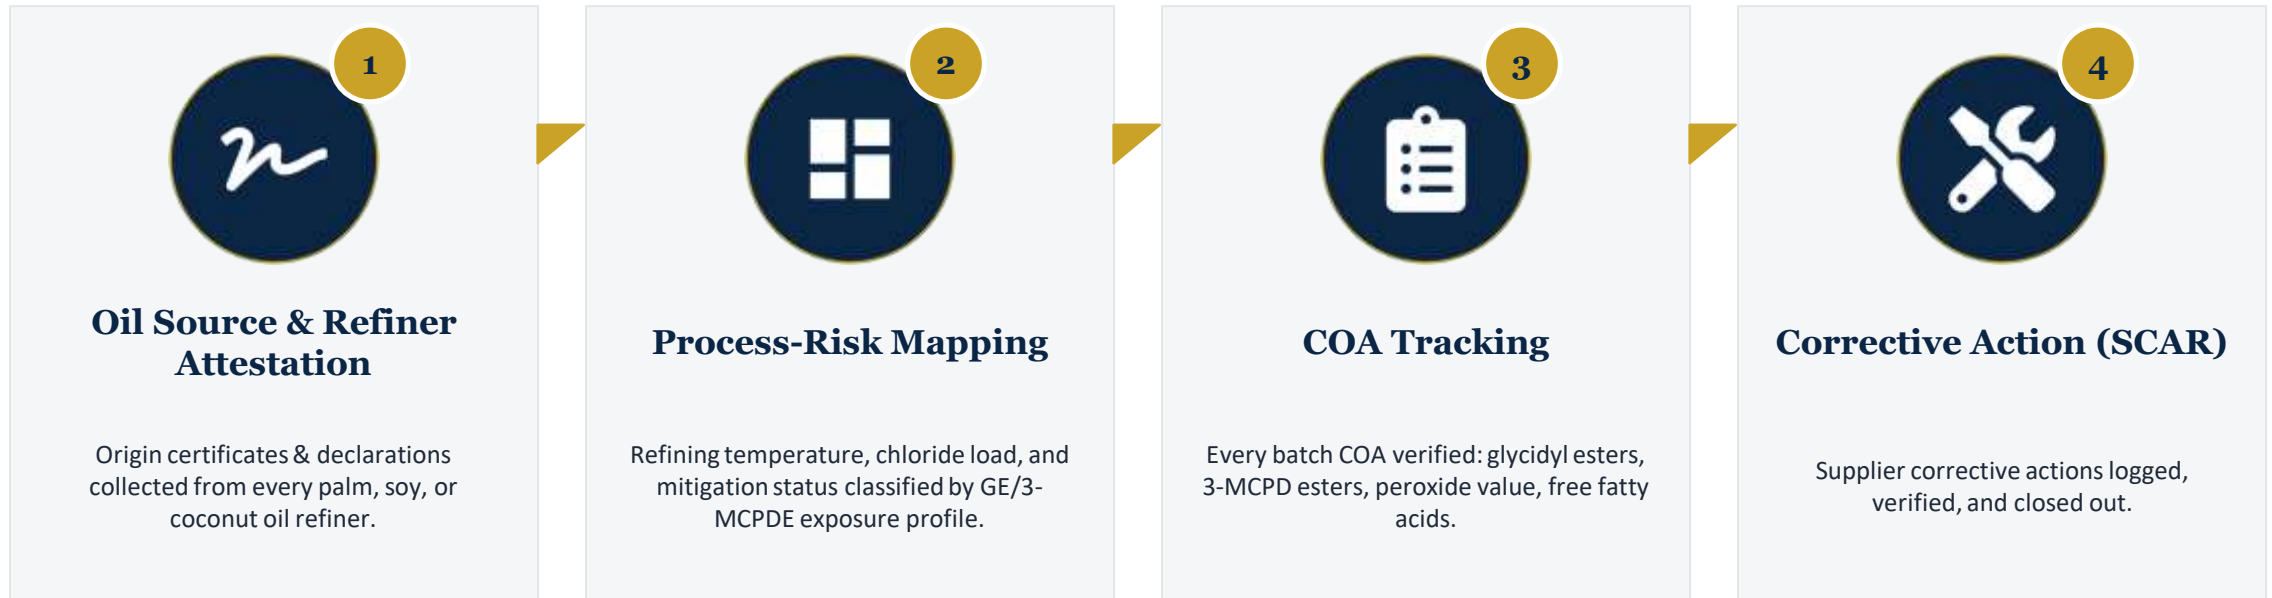 1
Oil Source & Refiner
Attestation
Origin certificates & declarations
collected from every palm, soy, or
coconut oil refiner.
2
Process-Risk Mapping
Refining temperature, chloride load, and
mitigation status classified by GE/3-
MCPDE exposure profile.
3
COA Tracking
Every batch COA verified: glycidyl esters,
3-MCPD esters, peroxide value, free fatty
acids.
4
Corrective Action (SCAR)
Supplier corrective actions logged,
verified, and closed out.